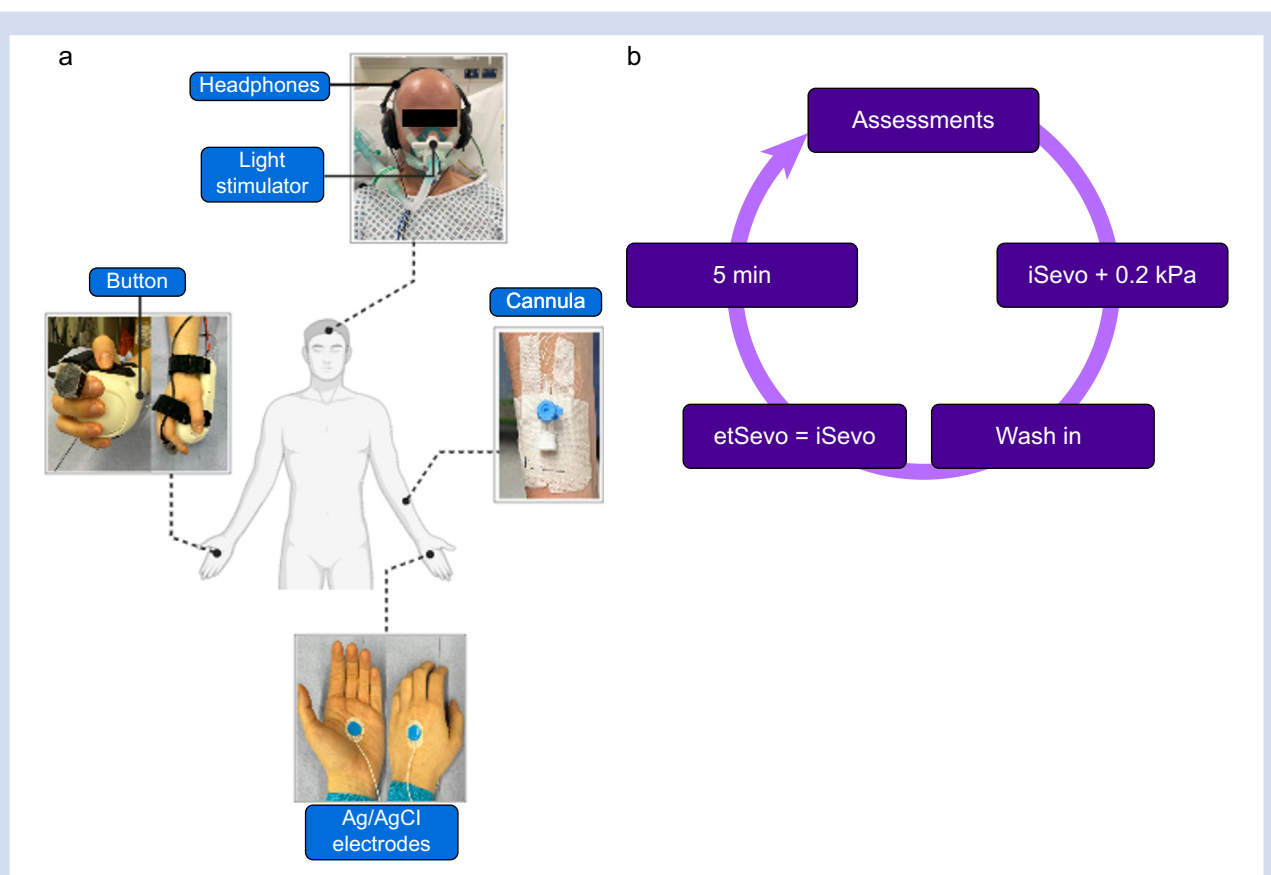 a
Headphones
Light
stimulator
Button
Cannula
Ag/AgCl
electrodes
b
Assessments
iSevo + 0.2 kPa
Wash in
etSevo = iSevo
5 min